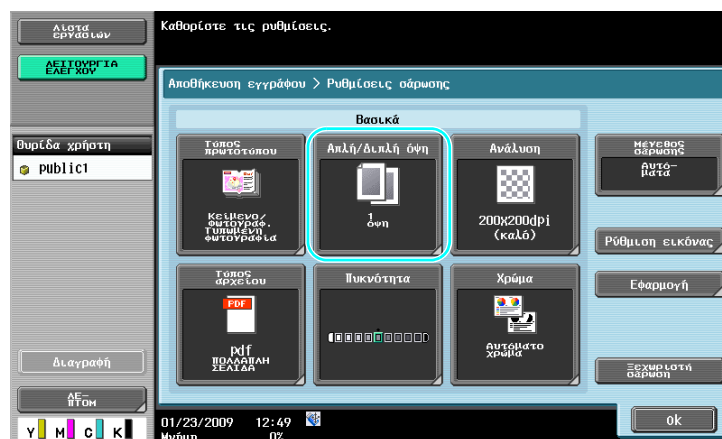 Λίστα
εργασιών
Καθορίστε τις ρυθμίσεις.
ΛΕΙΤΟΥΡΓΙΑ
ΕΛΕΓΧΟΥ
Αποθήκευση εγγράφου > Ρυθμίσεις σάρωσης
Βασικά
Θυρίδα χρήστη
public1
Τύπος
πρωτοτύπου
Κείμενο/
φωτογραφ.
Τυπωμένη
φωτογραφία
Απλή/Διπλή όψη
1
όψη
Ανάλυση
200X200dpi
(καλό)
Μέγεθος
σάρωσης
Αυτό-
ματα
Ρύθμιση εικόνας
Τύπος
αρχείου
PDF
pdf
ΠΟΛΛΑΠΛΗ
ΣΕΛΙΔΑ
Πυκνότητα
Χρώμα
Αυτόματο
χρώμα
Εφαρμογή
Ξεχωριστή
σάρωση
Διαγραφή
ΛΕ-
ΠΤΟΜ
Y M C K
01/23/2009 12:49
Μνήμη 0%
ok